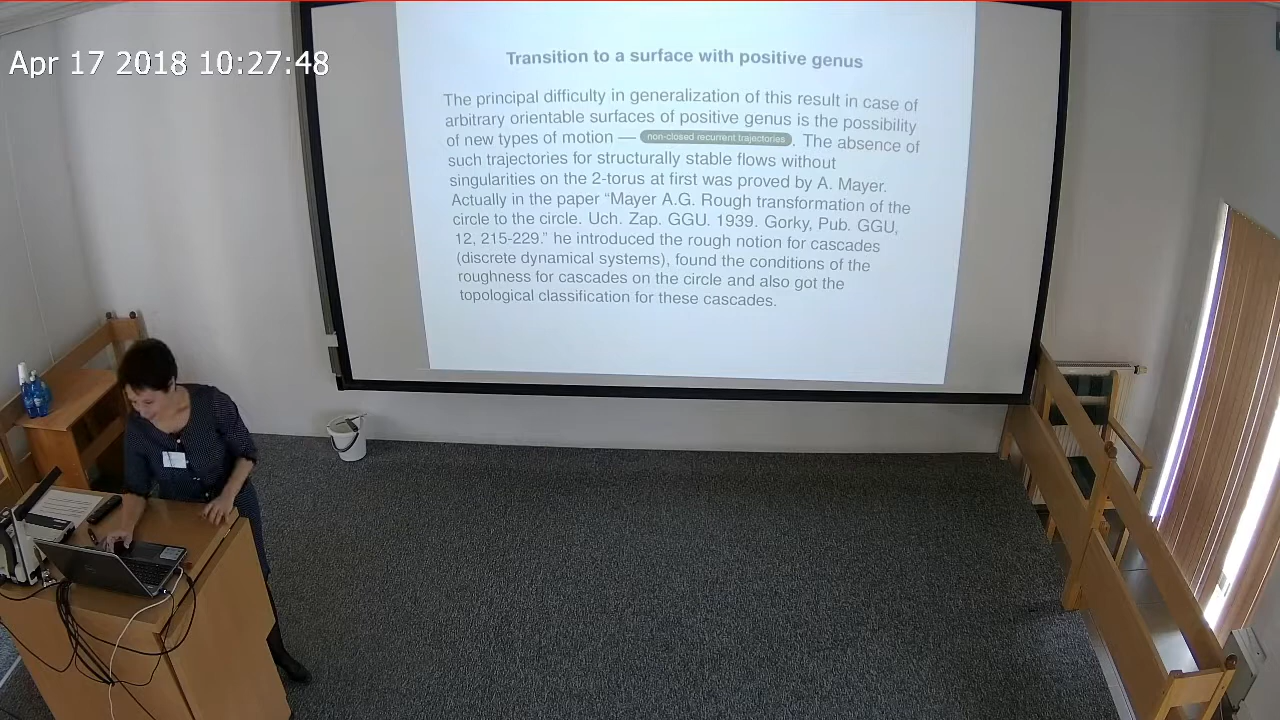 Apr 17 2018 10:27:48
Transition to a surface with positive genus
The principal difficulty in generalization of this result in case of
arbitrary orientable surfaces of positive genus is the possibility
of new types of motion — non-closed recurrent trajectories. The absence of
such trajectories for structurally stable flows without
singularities on the 2-torus at first was proved by A. Mayer.
Actually in the paper “Mayer A.G. Rough transformation of the
circle to the circle. Uch. Zap. GGU. 1939. Gorky, Pub. GGU,
12, 215-229.” he introduced the rough notion for cascades
(discrete dynamical systems), found the conditions of the
roughness for cascades on the circle and also got the
topological classification for these cascades.